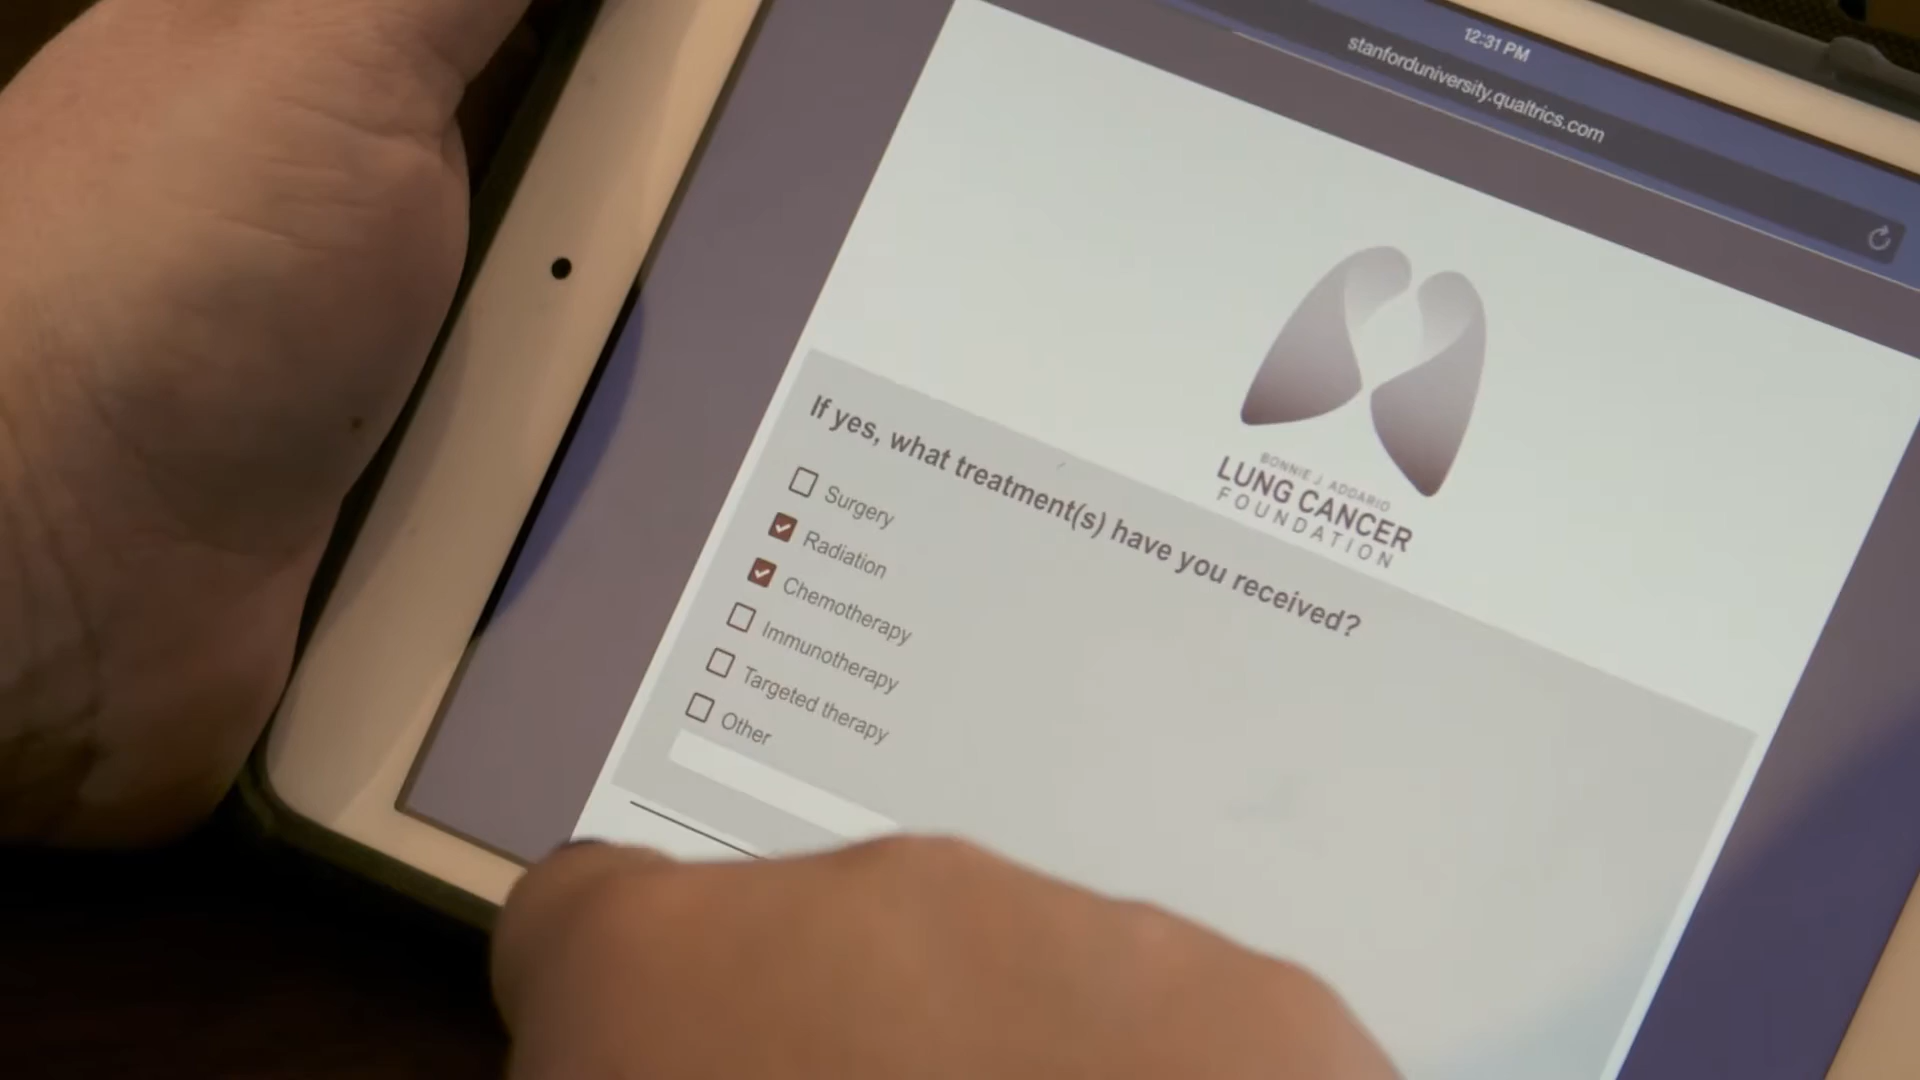 12:31 PM
stanforduniversity.qualtrics.com
BONNIE J. ADDARIO
LUNG CANCER
FOUNDATION
If yes, what treatment(s) have you received?
Surgery
Radiation
Chemotherapy
Immunotherapy
Targeted therapy
Other